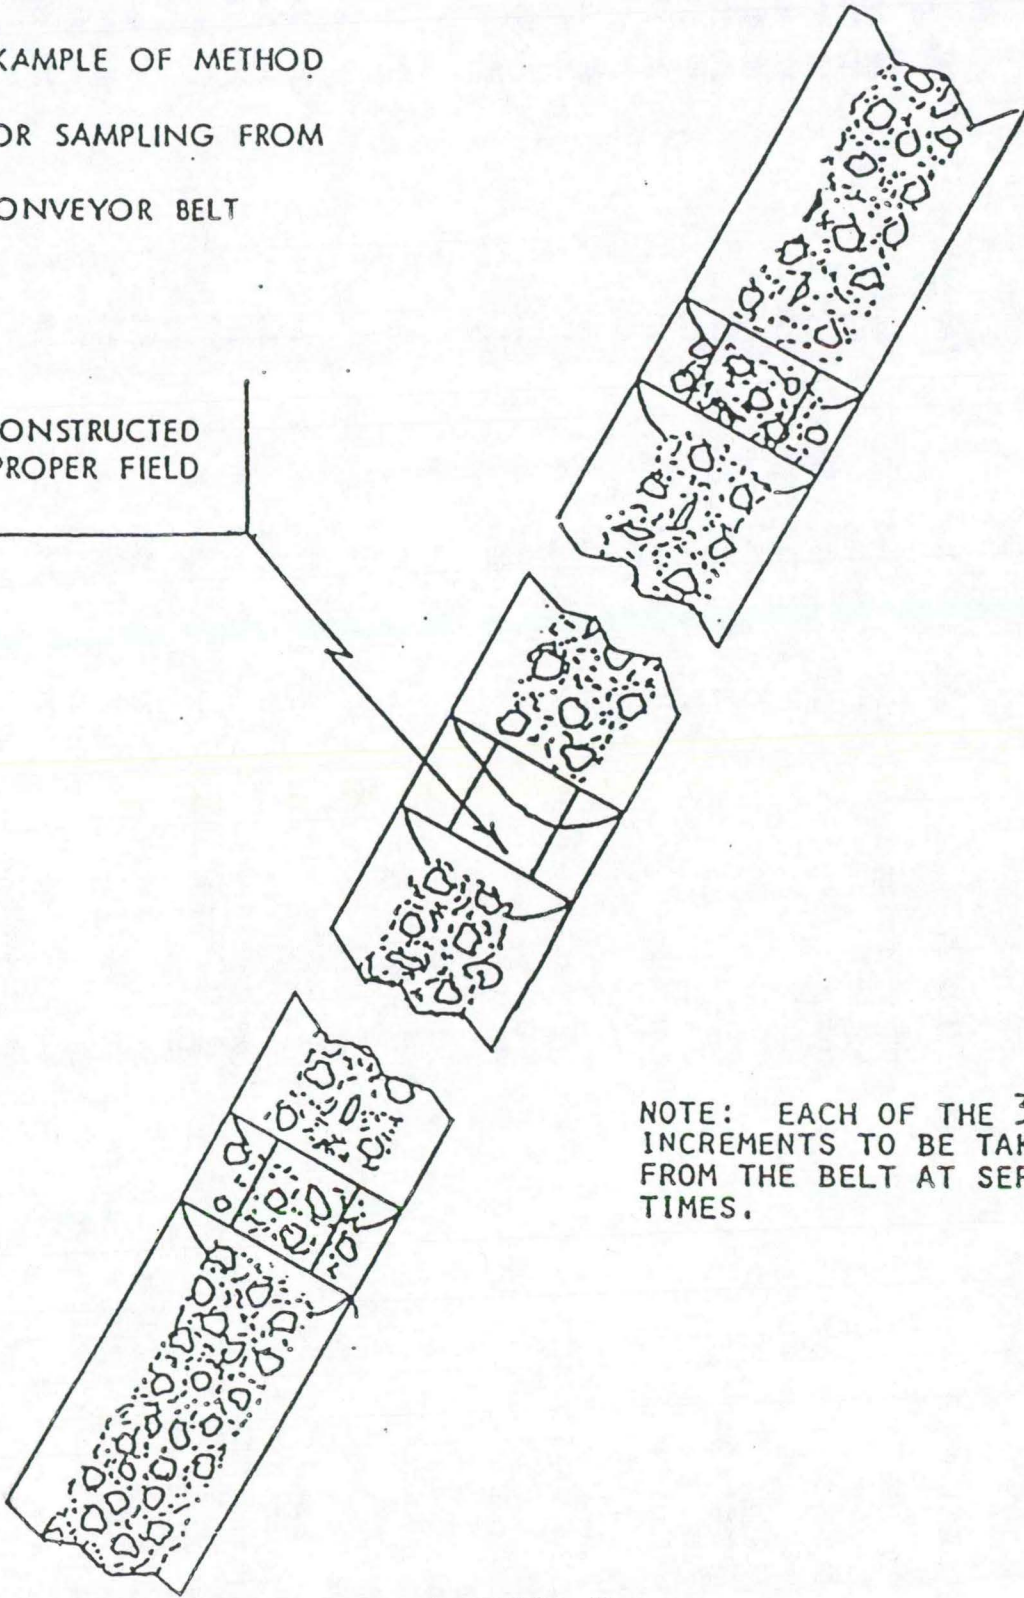 XAMPLE OF METHOD
OR SAMPLING FROM
ONVEYOR BELT
ONSTRUCTED
PROPER FIELD
NOTE: EACH OF THE 3
INCREMENTS TO BE TAK
FROM THE BELT AT SEP
TIMES.